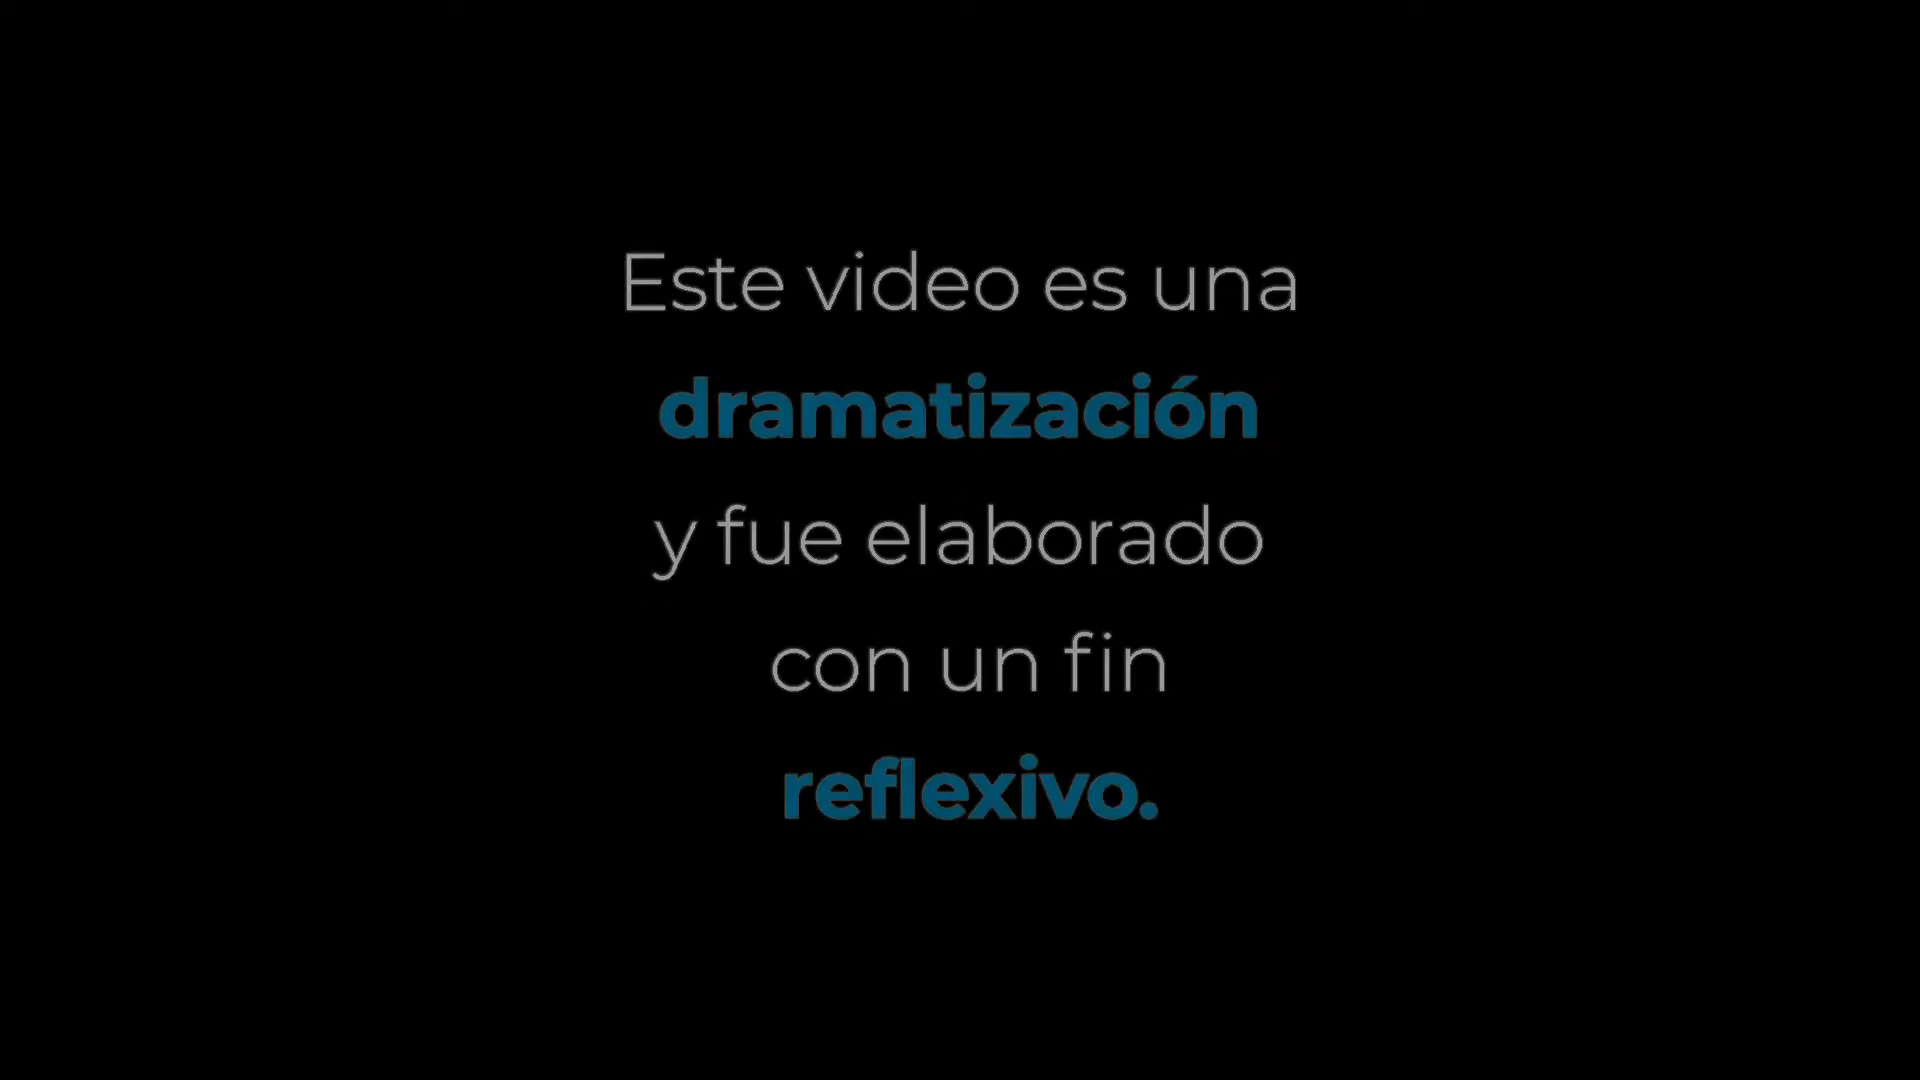 Este video es una
dramatización
y fue elaborado
con un fin
reflexivo.